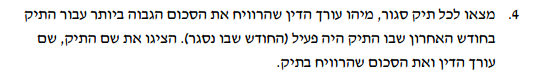 4. מצאו לכל תיק סגור, מיהו עורך הדין שהרוויח את הסכום הגבוה ביותר עבור התיק
בחודש האחרון שבו התיק היה פעיל (החודש שבו נסגר). הציגו את שם התיק, שם
עורך הדין ואת הסכום שהרוויח בתיק.